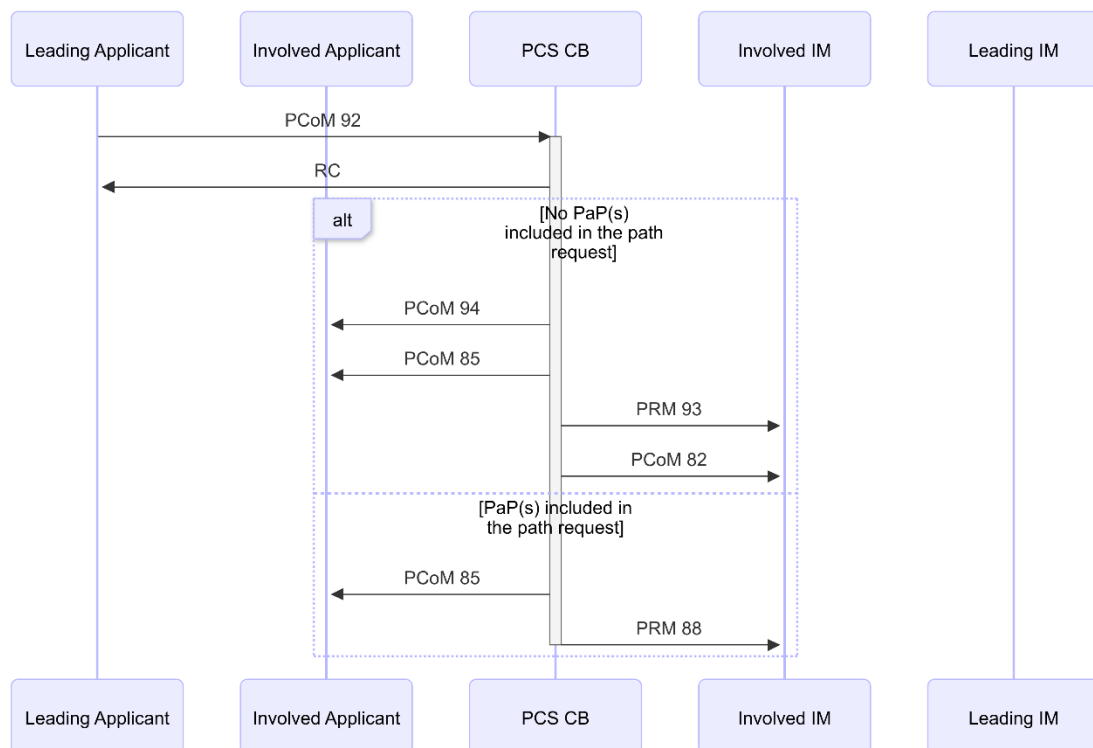 Leading Applicant
Involved Applicant
PCS CB
Involved IM
Leading IM
PCoM 92
RC
alt
[No PaP(s)
included in the path
request]
PCoM 94
PCoM 85
PRM 93
PCoM 82
[PaP(s) included in
the path request]
PCoM 85
PRM 88
Leading Applicant
Involved Applicant
PCS CB
Involved IM
Leading IM